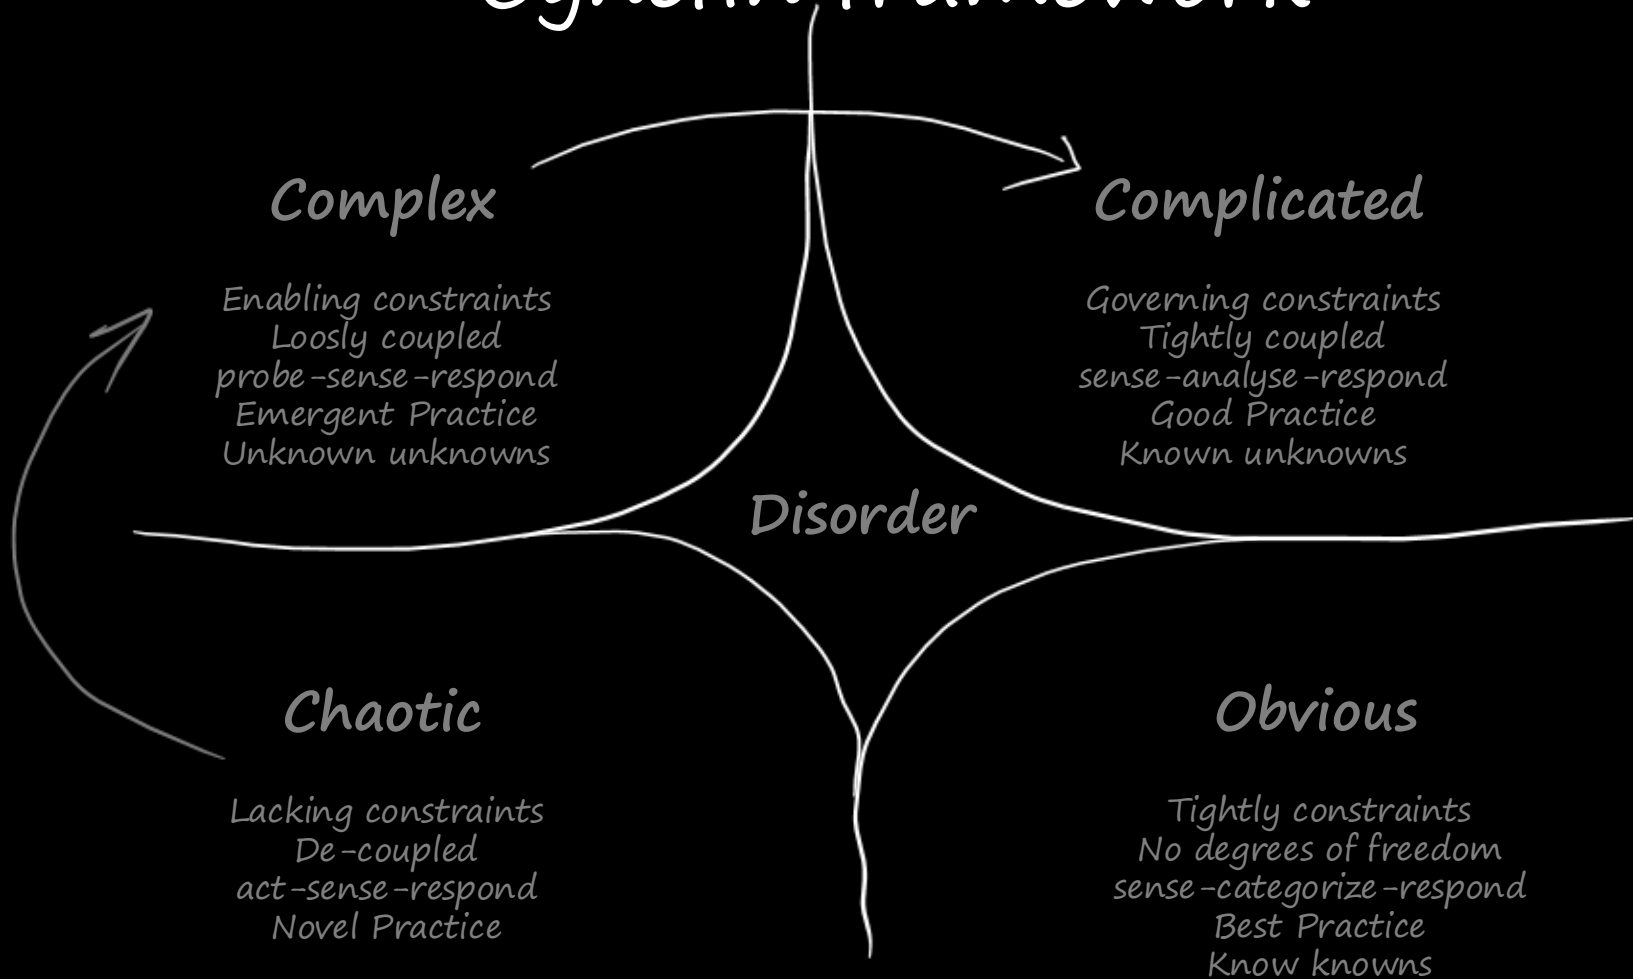 Cynefin framework
Complex
Enabling constraints
Loosly coupled
probe-sense-respond
Emergent Practice
Unknown unknowns
Complicated
Governing constraints
Tightly coupled
sense-analyse-respond
Good Practice
Known unknowns
Disorder
Chaotic
Lacking constraints
De-coupled
act-sense-respond
Novel Practice
Obvious
Tightly constraints
No degrees of freedom
sense-categorize-respond
Best Practice
Know knowns